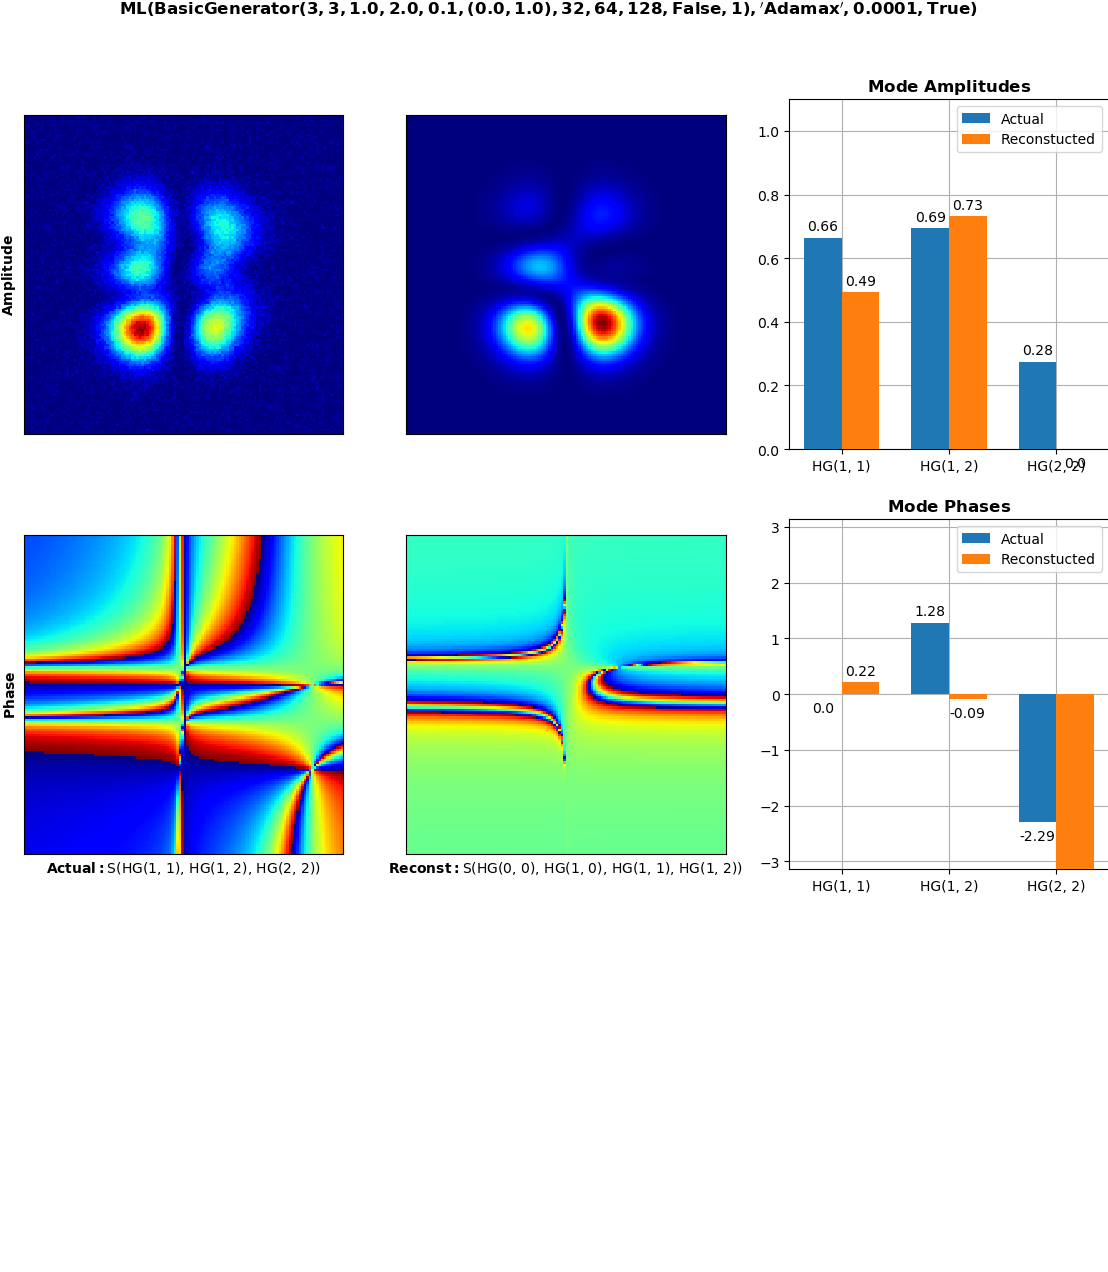 ML(BasicGenerator(3, 3, 1.0, 2.0, 0.1, (0.0, 1.0), 32, 64, 128, False, 1), 'Adamax', 0.0001, True)
Amplitude
Mode Amplitudes
Actual
Reconstucted
1.0
0.8
0.6
0.4
0.2
0.0
0.66
0.49
0.69
0.73
0.28
0.0
HG(1, 1)
HG(1, 2)
HG(2, 2)
Phase
Actual: S(HG(1, 1), HG(1, 2), HG(2, 2))
Reconst: S(HG(0, 0), HG(1, 0), HG(1, 1), HG(1, 2))
Mode Phases
Actual
Reconstucted
3
2
1
0
−1
−2
−3
0.0
0.22
1.28
-0.09
-2.29
HG(1, 1)
HG(1, 2)
HG(2, 2)